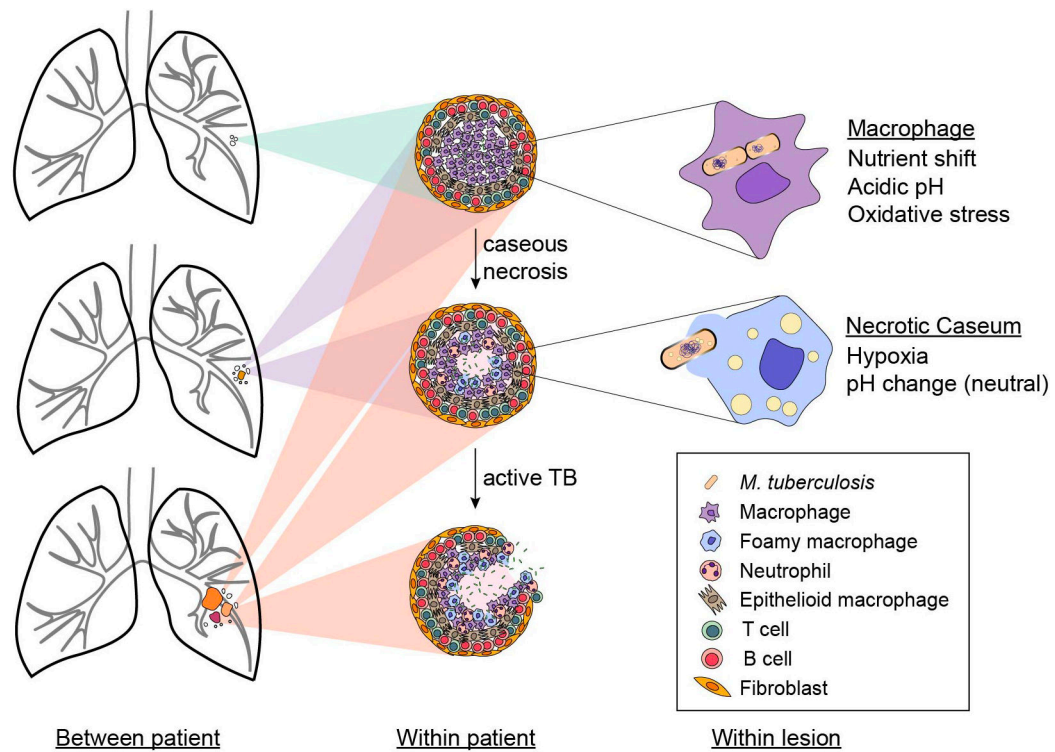 Macrophage
Nutrient shift
Acidic pH
Oxidative stress
caseous
necrosis
Necrotic Caseum
Hypoxia
pH change (neutral)
active TB
M. tuberculosis
Macrophage
Foamy macrophage
Neutrophil
Epithelioid macrophage
T cell
B cell
Fibroblast
Between patient
Within patient
Within lesion